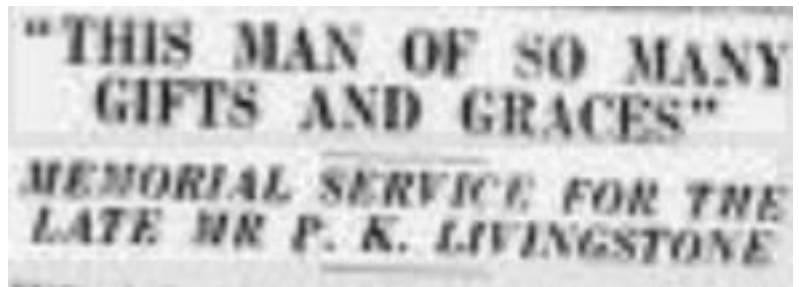 "THIS MAN OF SO MANY
GIFTS AND GRACES"
MEMORIAL SERVICE FOR THE
LATE MR P. K. LIVINGSTONE